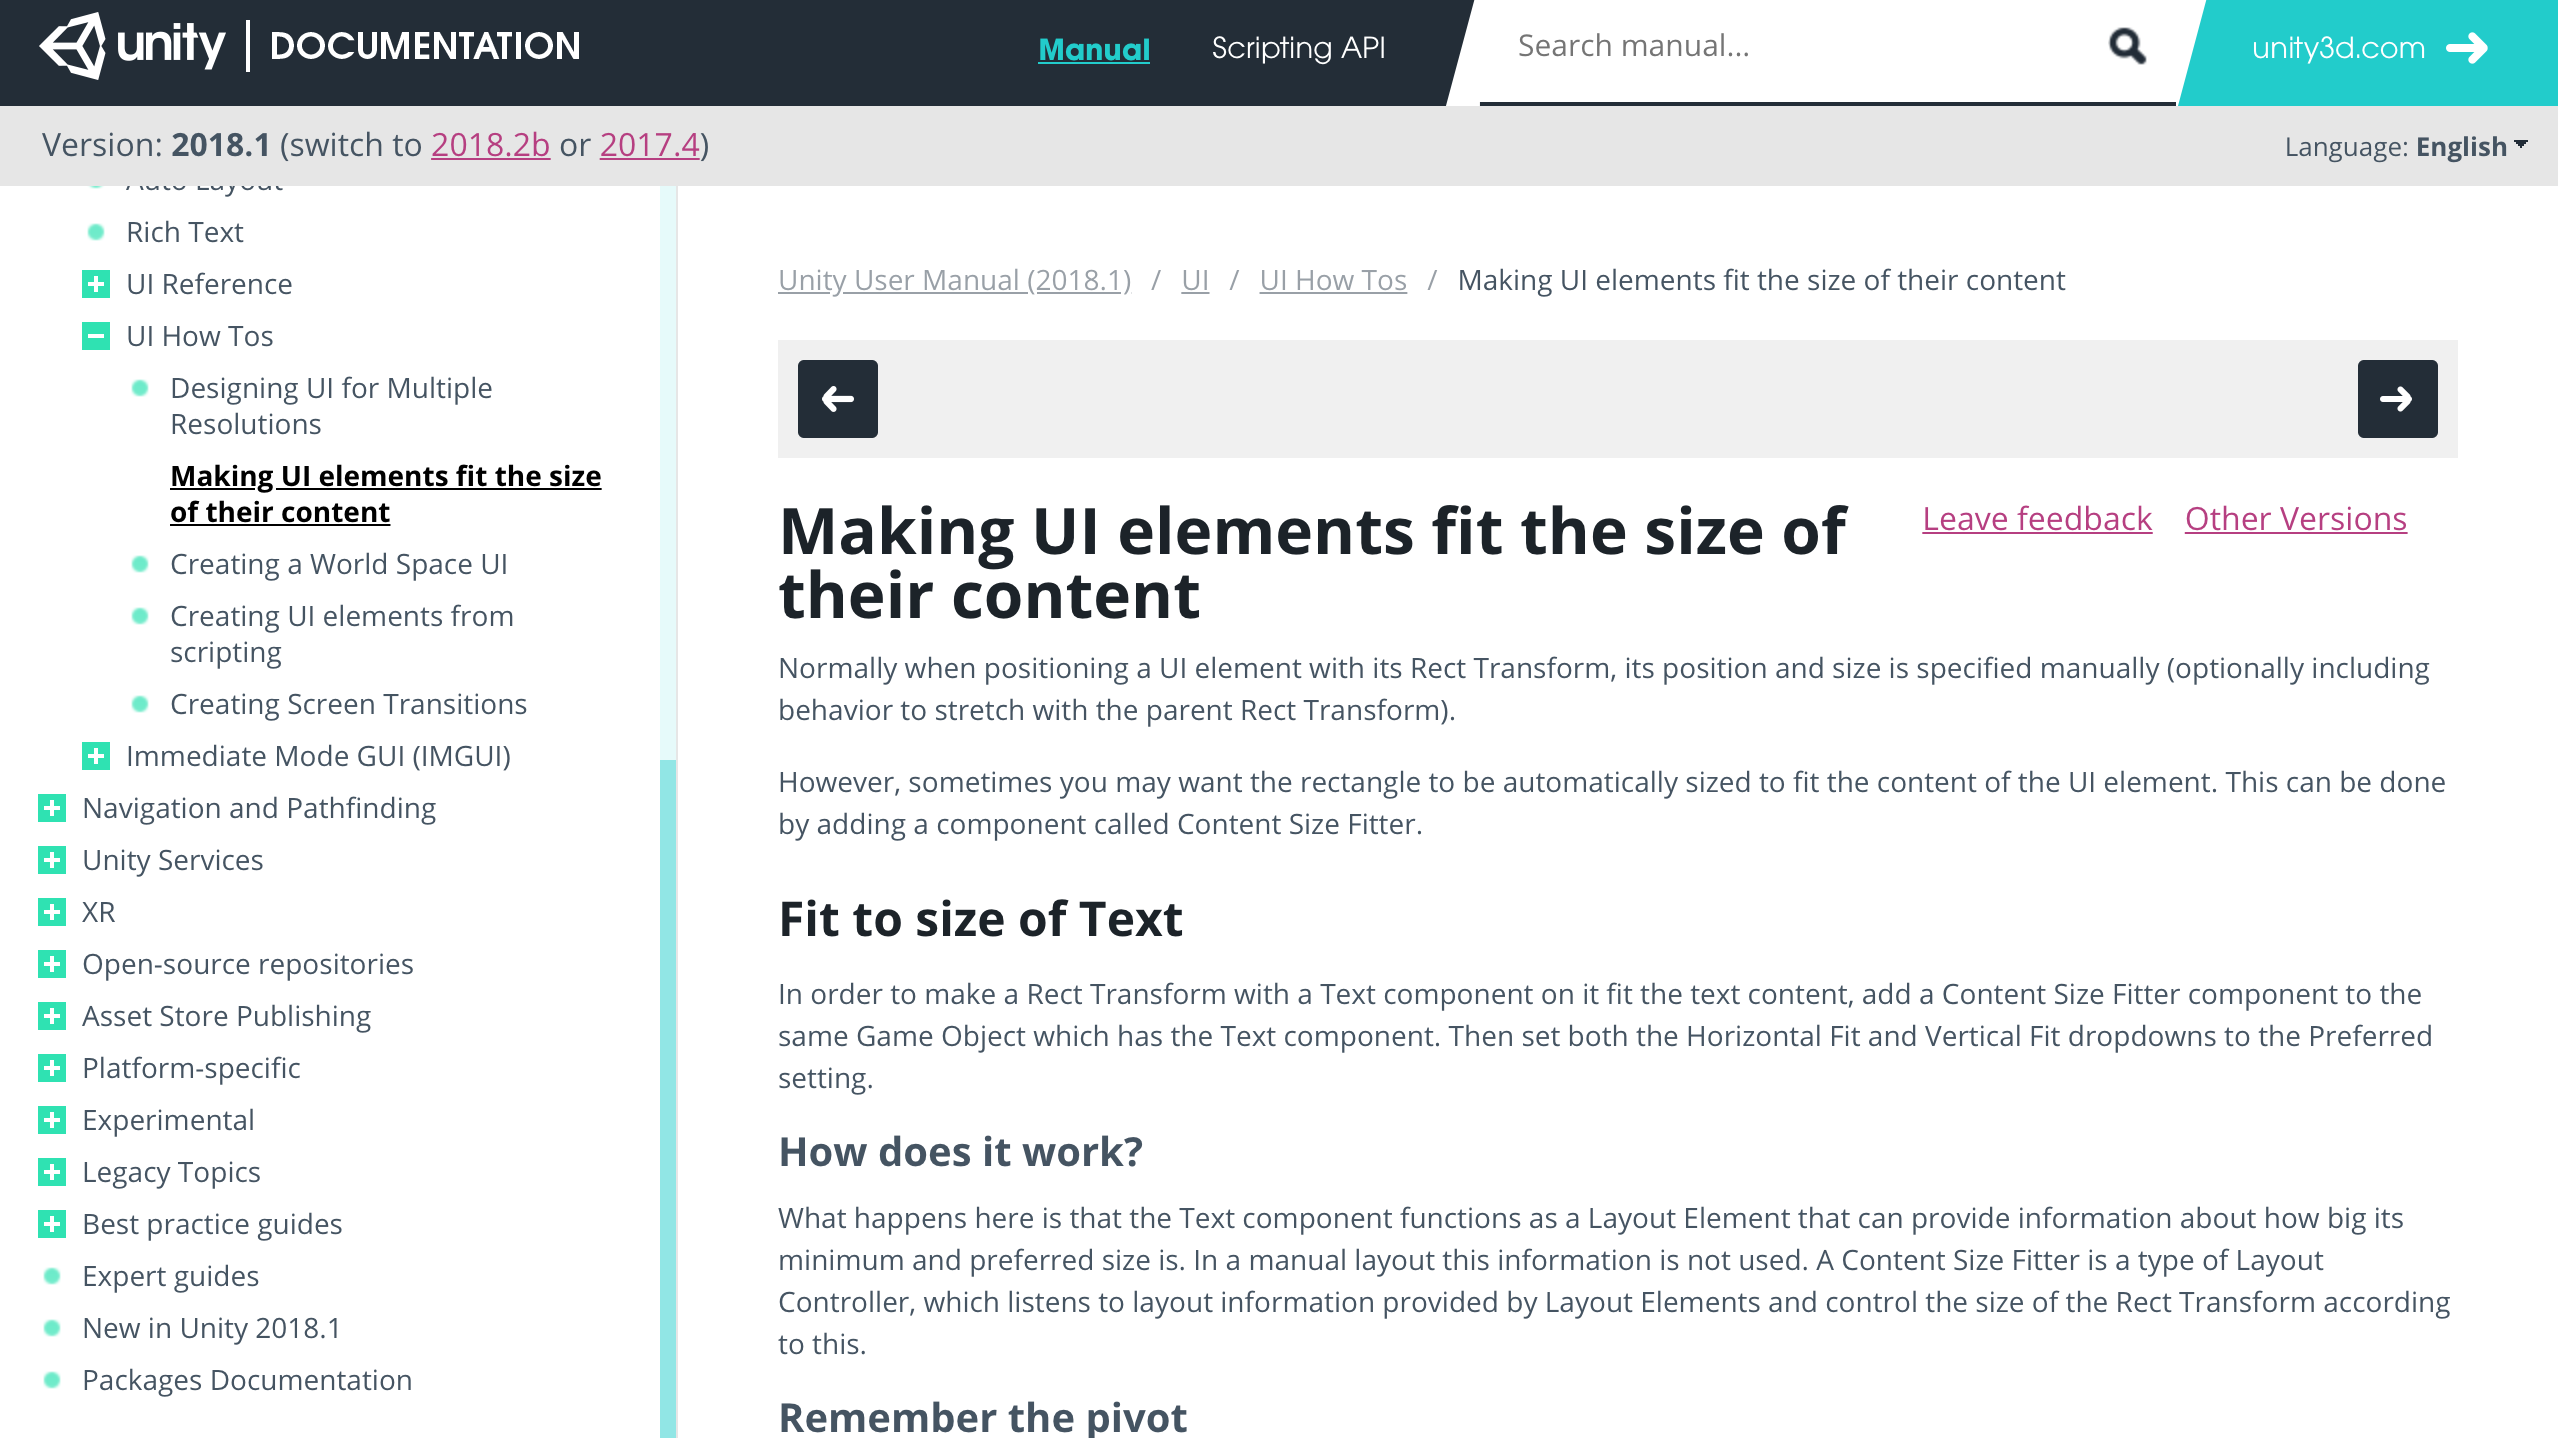 unity | DOCUMENTATION
Manual
Scripting API
Search manual...
unity3d.com
Version: 2018.1 (switch to 2018.2b or 2017.4)
Language: English
Auto Layout
Rich Text
UI Reference
UI How Tos
Designing UI for Multiple
Resolutions
Making UI elements fit the size
of their content
Creating a World Space UI
Creating UI elements from
scripting
Creating Screen Transitions
Immediate Mode GUI (IMGUI)
Navigation and Pathfinding
Unity Services
XR
Open-source repositories
Asset Store Publishing
Platform-specific
Experimental
Legacy Topics
Best practice guides
Expert guides
New in Unity 2018.1
Packages Documentation
Unity User Manual (2018.1) / UI / UI How Tos / Making UI elements fit the size of their content
Making UI elements fit the size of
their content
Leave feedback
Other Versions
Normally when positioning a UI element with its Rect Transform, its position and size is specified manually (optionally including
behavior to stretch with the parent Rect Transform).
However, sometimes you may want the rectangle to be automatically sized to fit the content of the UI element. This can be done
by adding a component called Content Size Fitter.
Fit to size of Text
In order to make a Rect Transform with a Text component on it fit the text content, add a Content Size Fitter component to the
same Game Object which has the Text component. Then set both the Horizontal Fit and Vertical Fit dropdowns to the Preferred
setting.
How does it work?
What happens here is that the Text component functions as a Layout Element that can provide information about how big its
minimum and preferred size is. In a manual layout this information is not used. A Content Size Fitter is a type of Layout
Controller, which listens to layout information provided by Layout Elements and control the size of the Rect Transform according
to this.
Remember the pivot